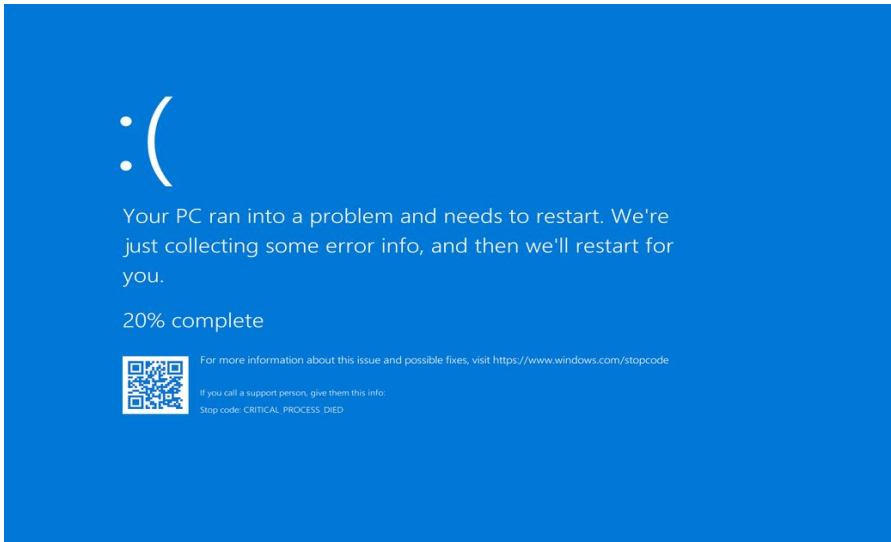 :(
Your PC ran into a problem and needs to restart. We're
just collecting some error info, and then we'll restart for
you.
20% complete
For more information about this issue and possible fixes, visit https://www.windows.com/stopcode
If you call a support person, give them this info:
Stop code: CRITICAL_PROCESS_DIED